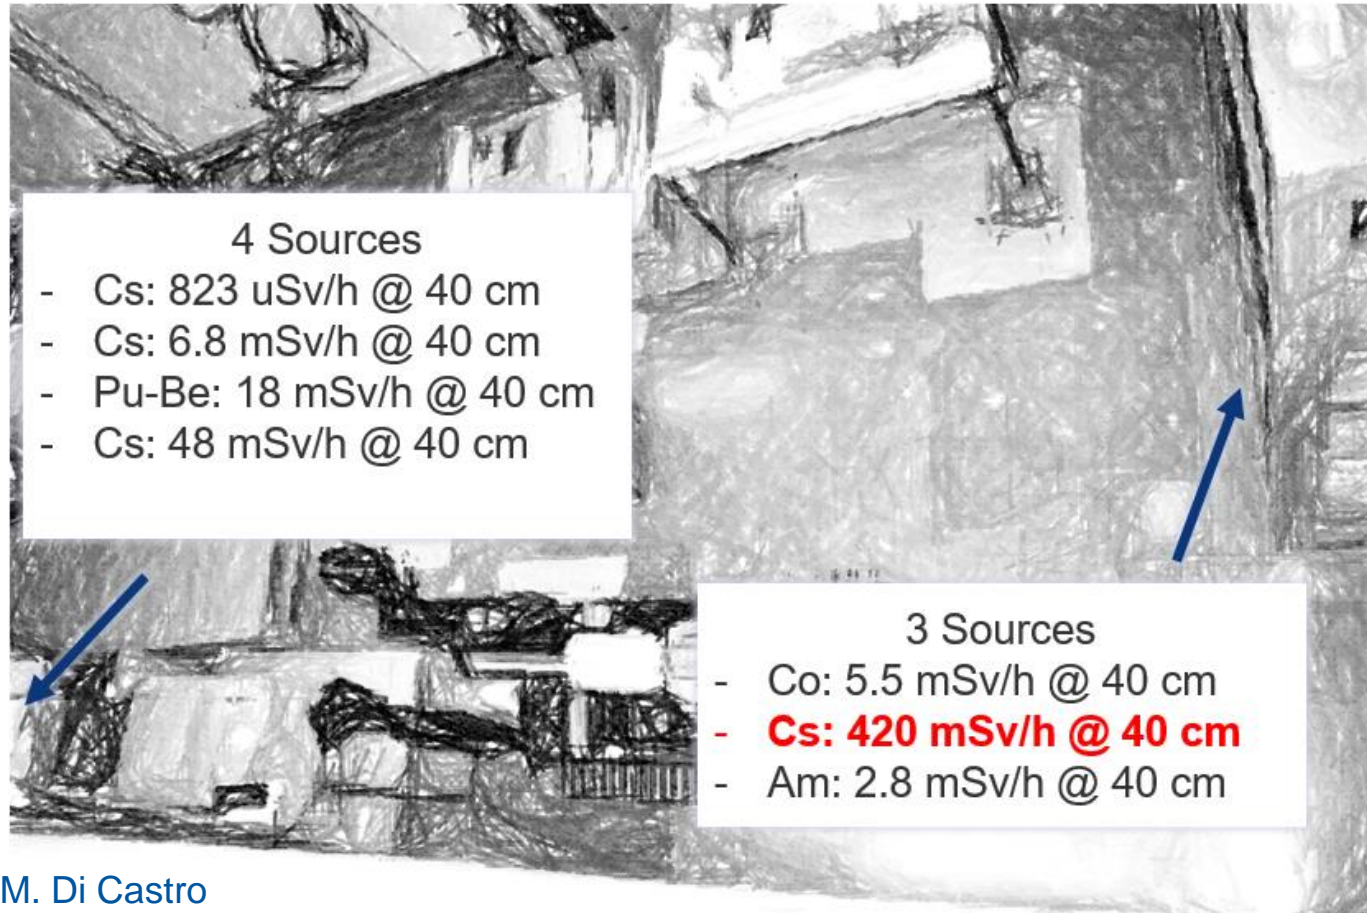 4 Sources
- Cs: 823 uSv/h @ 40 cm
- Cs: 6.8 mSv/h @ 40 cm
- Pu-Be: 18 mSv/h @ 40 cm
- Cs: 48 mSv/h @ 40 cm
3 Sources
- Co: 5.5 mSv/h @ 40 cm
- Cs: 420 mSv/h @ 40 cm
- Am: 2.8 mSv/h @ 40 cm
M. Di Castro